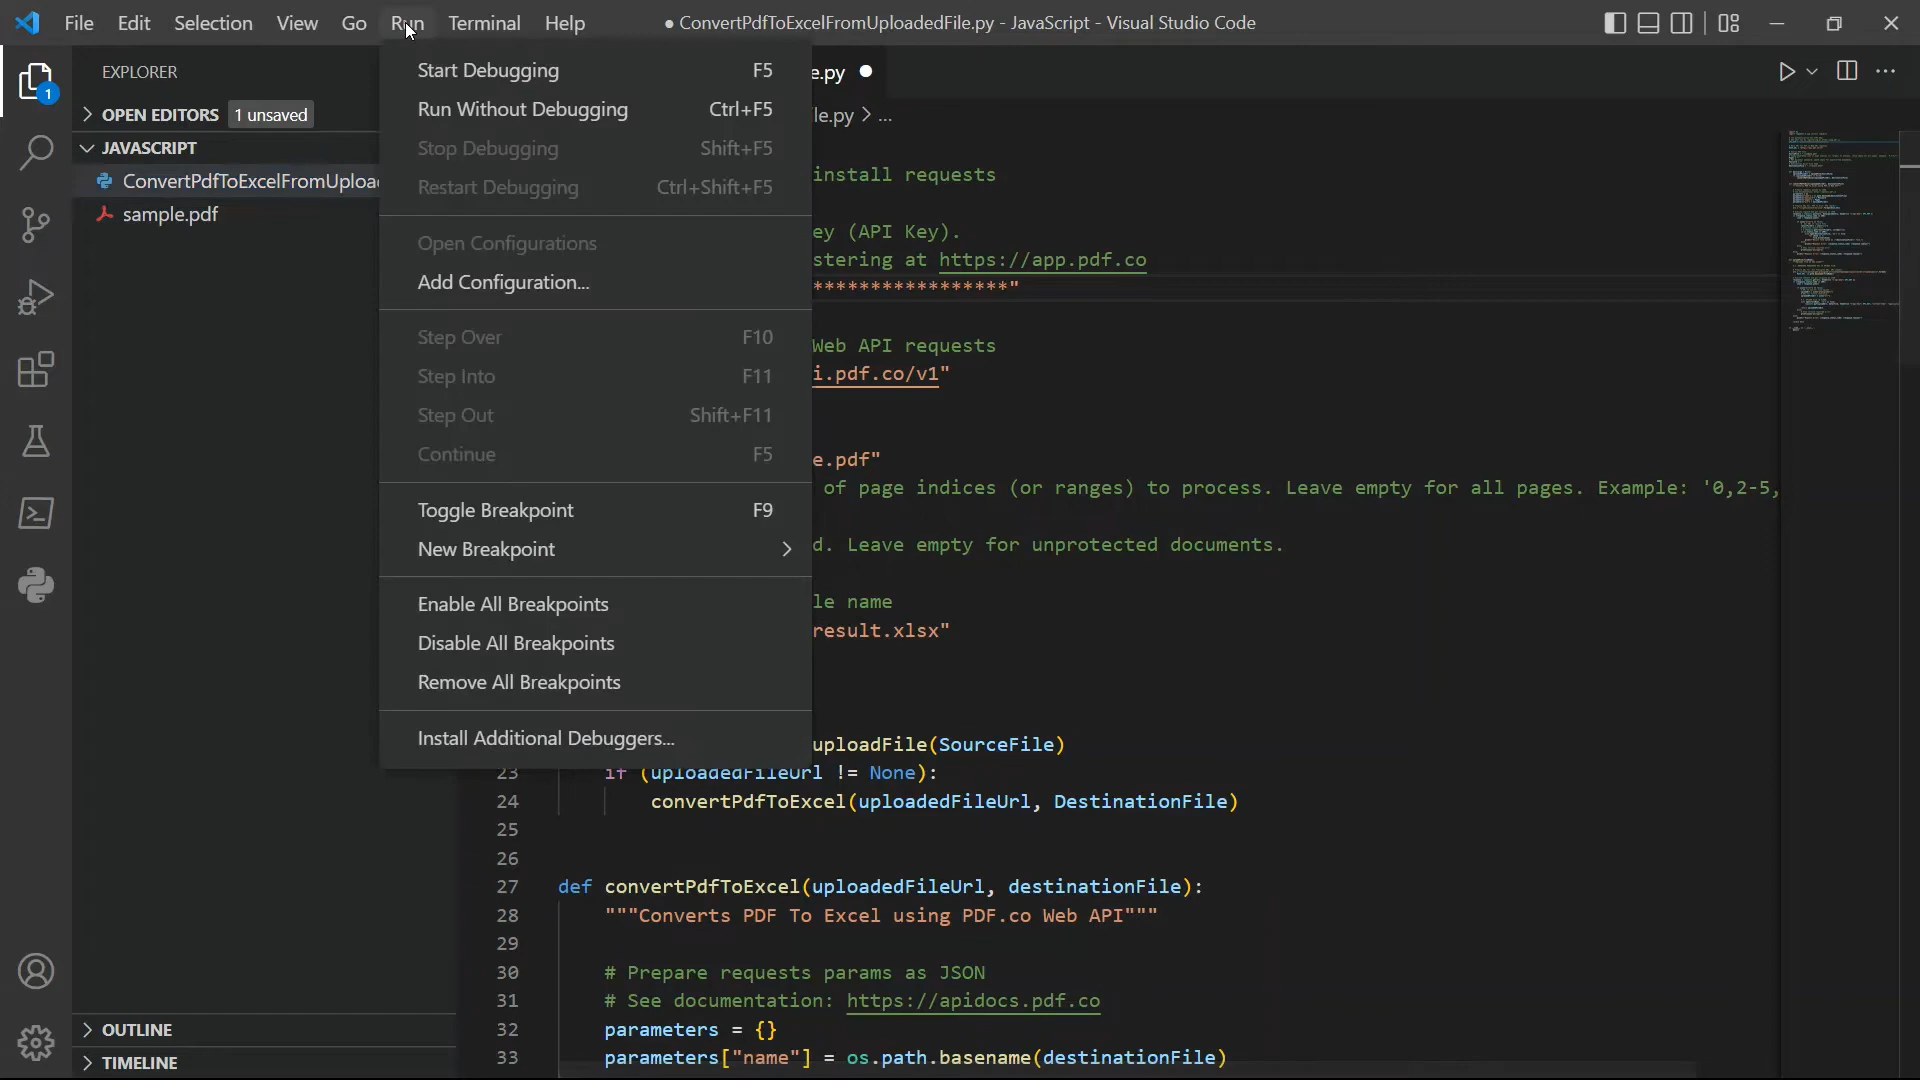 File Edit Selection View Go Run Terminal Help
● ConvertPdfToExcelFromUploadedFile.py - JavaScript - Visual Studio Code
EXPLORER
1
OPEN EDITORS 1 unsaved
JAVASCRIPT
ConvertPdfToExcelFromUploa
sample.pdf
OUTLINE
TIMELINE
Start Debugging F5
Run Without Debugging Ctrl+F5
Stop Debugging Shift+F5
Restart Debugging Ctrl+Shift+F5
Open Configurations
Add Configuration...
Step Over F10
Step Into F11
Step Out Shift+F11
Continue F5
Toggle Breakpoint F9
New Breakpoint
Enable All Breakpoints
Disable All Breakpoints
Remove All Breakpoints
Install Additional Debuggers...
e.py ●
le.py > ...
install requests
ey (API Key).
stering at https://app.pdf.co
*****************"
Web API requests
i.pdf.co/v1"
e.pdf"
of page indices (or ranges) to process. Leave empty for all pages. Example: '0,2-5,
d. Leave empty for unprotected documents.
le name
result.xlsx"
uploadFile(SourceFile)
23 if (uploadedFileUrl != None):
24 convertPdfToExcel(uploadedFileUrl, DestinationFile)
25
26
27 def convertPdfToExcel(uploadedFileUrl, destinationFile):
28 """Converts PDF To Excel using PDF.co Web API"""
29
30 # Prepare requests params as JSON
31 # See documentation: https://apidocs.pdf.co
32 parameters = {}
33 parameters["name"] = os.path.basename(destinationFile)